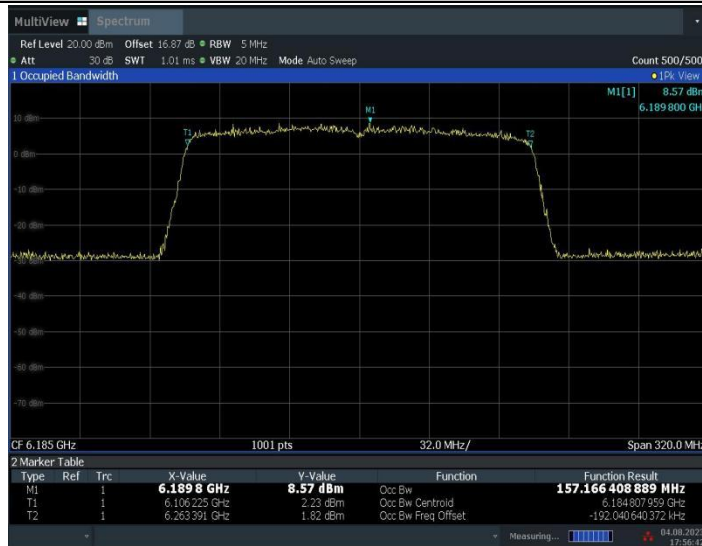 MultiView Spectrum
Ref Level 20.00 dBm Offset 16.87 dB RBW 5 MHz
Att 30 dB SWT 1.01 ms VBW 20 MHz Mode Auto Sweep Count 500/500
1 Occupied Bandwidth 1Pk View
M1[1] 8.57 dBm
6.189 800 GH
M1
10 dBm
T1 T2
0 dBm
-10 dBm
-20 dBm
-30 dBm
-40 dBm
-50 dBm
-60 dBm
-70 dBm
CF 6.185 GHz 1001 pts 32.0 MHz/ Span 320.0 MHz
2 Marker Table
Type Ref Trc X-Value Y-Value Function Function Result
M1 1 6.189 8 GHz 8.57 dBm Occ Bw 157.166 408 889 MHz
T1 1 6.106 225 GHz 2.23 dBm Occ Bw Centroid 6.184 807 959 GHz
T2 1 6.263 391 GHz 1.82 dBm Occ Bw Freq Offset -192.040 640 372 kHz
Measuring... 04.08.2023
17:56:47